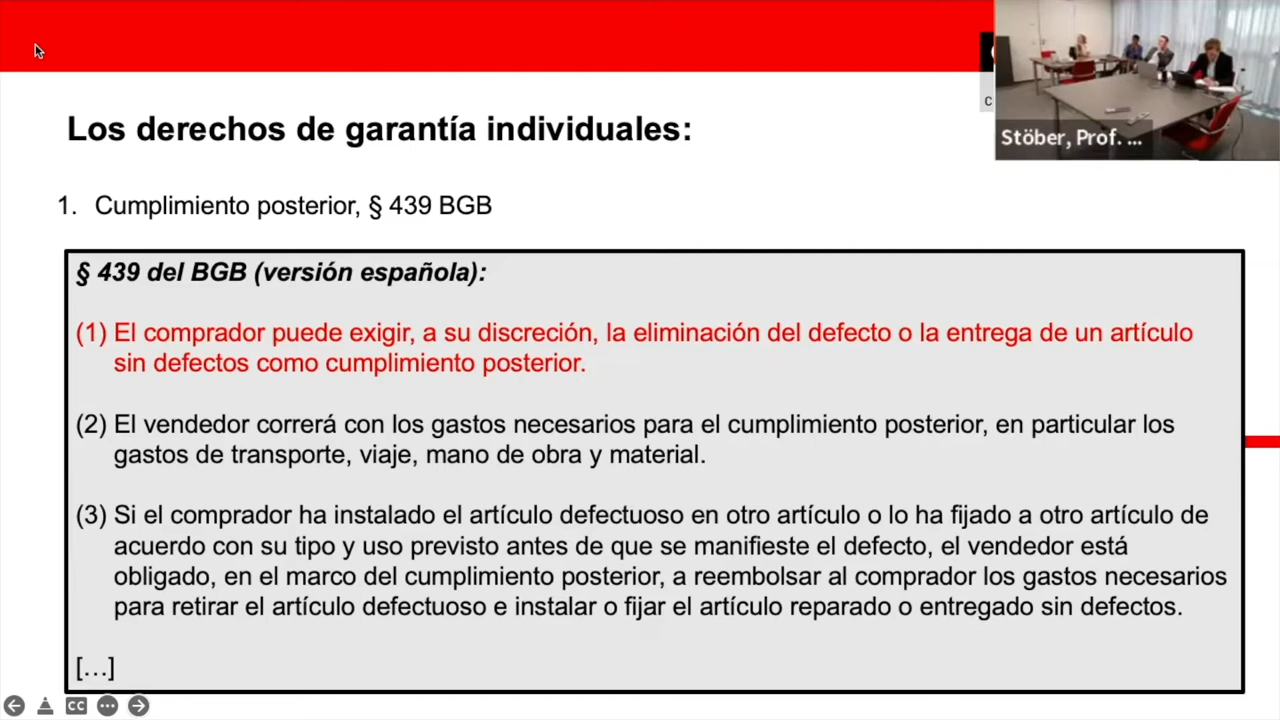 Los derechos de garantía individuales:
c
Stöber, Prof. ...
1. Cumplimiento posterior, § 439 BGB
§ 439 del BGB (versión española):
(1) El comprador puede exigir, a su discreción, la eliminación del defecto o la entrega de un artículo
sin defectos como cumplimiento posterior.
(2) El vendedor correrá con los gastos necesarios para el cumplimiento posterior, en particular los
gastos de transporte, viaje, mano de obra y material.
(3) Si el comprador ha instalado el artículo defectuoso en otro artículo o lo ha fijado a otro artículo de
acuerdo con su tipo y uso previsto antes de que se manifieste el defecto, el vendedor está
obligado, en el marco del cumplimiento posterior, a reembolsar al comprador los gastos necesarios
para retirar el artículo defectuoso e instalar o fijar el artículo reparado o entregado sin defectos.
[…]
CC